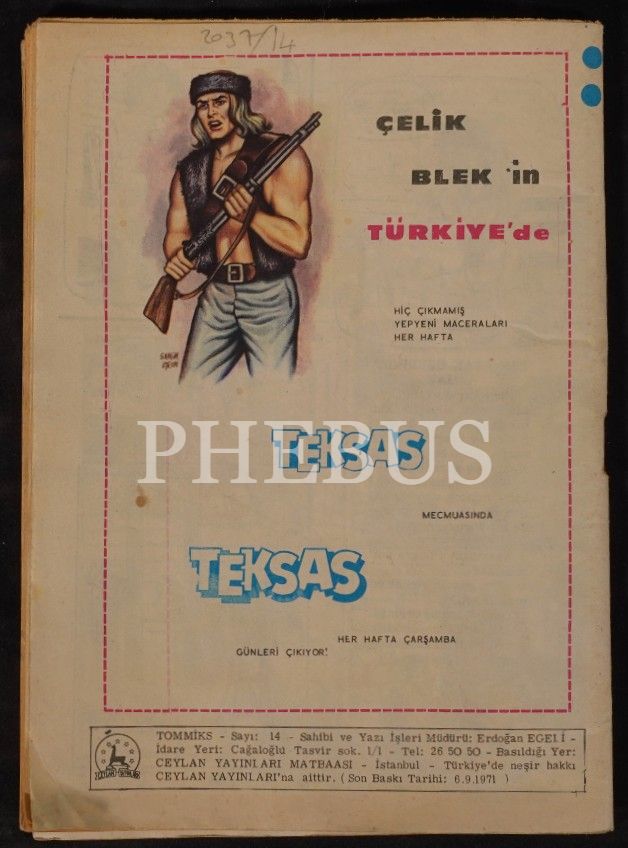 2037/14
ÇELİK
BLEK 'in
TÜRKİYE'de
HİÇ ÇIKMAMIŞ
YEPYENİ MACERALARI
HER HAFTA
TEKSAS
PHEBUS
MECMUASINDA
TEKSAS
HER HAFTA ÇARŞAMBA
GÜNLERİ ÇIKIYOR!
TOMMİKS - Sayı: 14 - Sahibi ve Yazı İşleri Müdürü: Erdoğan EGELİ -
İdare Yeri: Cağaloğlu Tasvir sok. 1/1 - Tel: 26 50 50 - Basıldığı Yer:
CEYLAN YAYINLARI MATBAASI - İstanbul - Türkiye'de neşir hakkı
CEYLAN YAYINLARI'na aittir. ( Son Baskı Tarihi: 6.9.1971 )